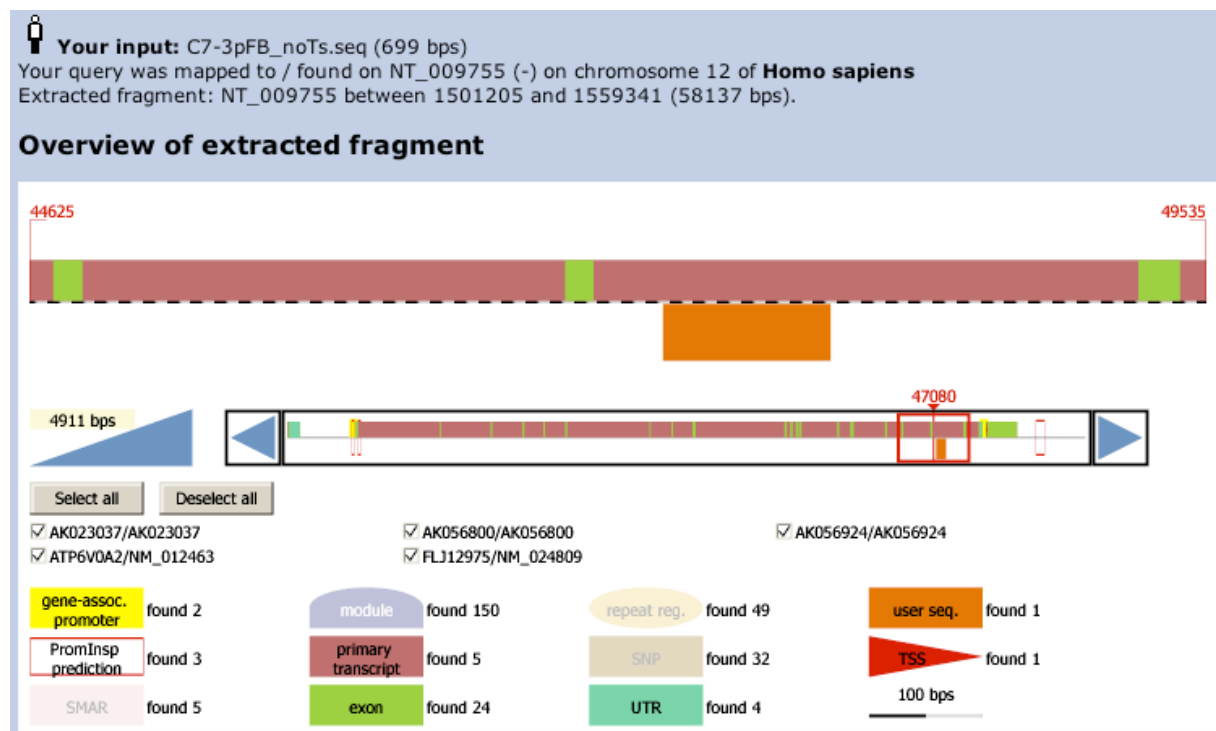 Your input: C7-3pFB_noTs.seq (699 bps)
Your query was mapped to / found on NT_009755 (-) on chromosome 12 of Homo sapiens
Extracted fragment: NT_009755 between 1501205 and 1559341 (58137 bps).
Overview of extracted fragment
44625 49535
47080
4911 bps
Select all Deselect all
AK023037/AK023037 AK056800/AK056800 AK056924/AK056924
ATP6V0A2/NM_012463 FLJ12975/NM_024809
gene-assoc. promoter found 2 module found 150 repeat reg. found 49 user seq. found 1
PromInsp prediction found 3 primary transcript found 5 SNP found 32 TSS found 1
SMAR found 5 exon found 24 UTR found 4 100 bps